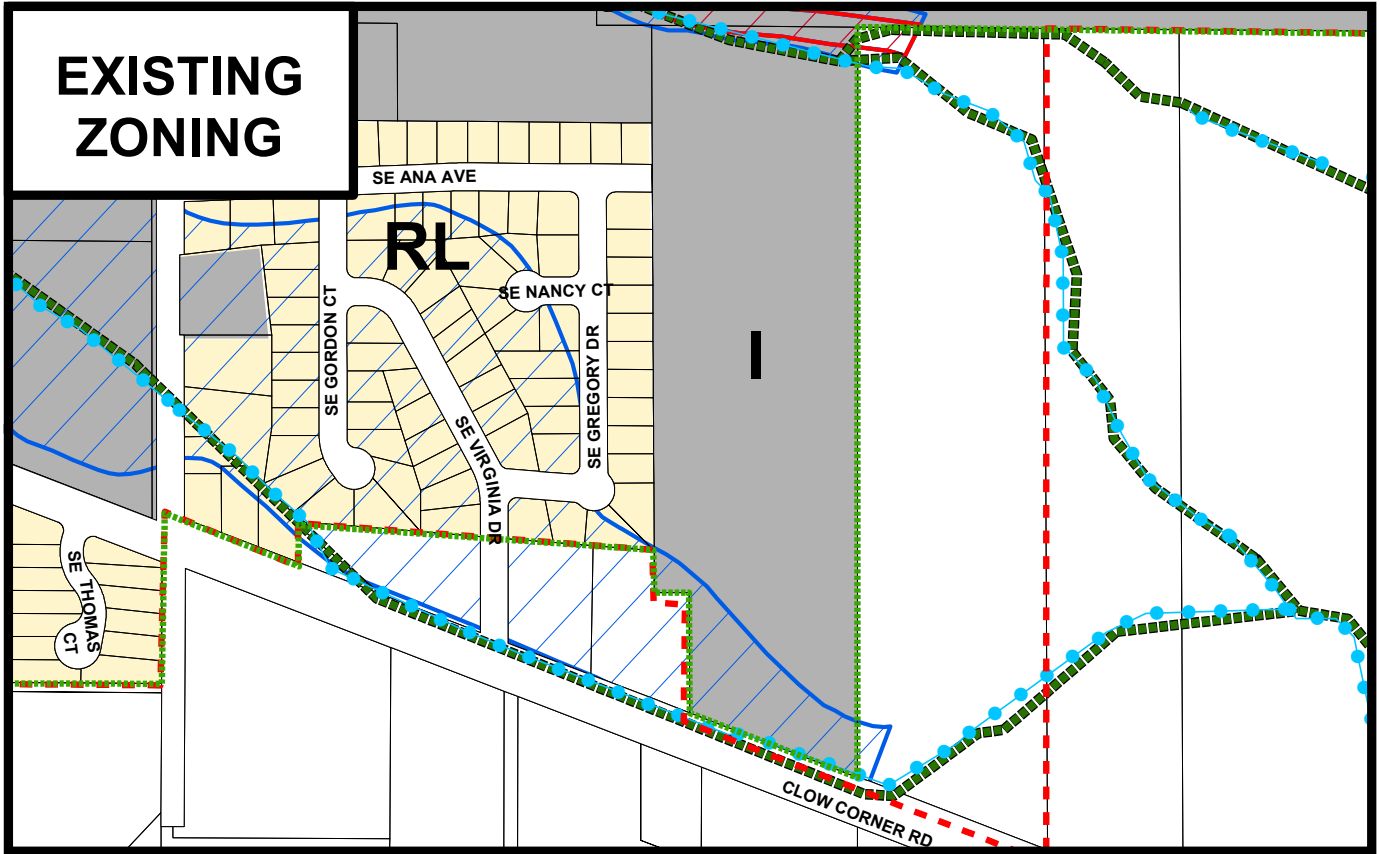 EXISTING
ZONING
SE ANA AVE
RL
SE NANCY CT
SE GORDON CT
SE GREGORY DR
SE VIRGINIA DR
I
SE THOMAS
CT
CLOW CORNER RD